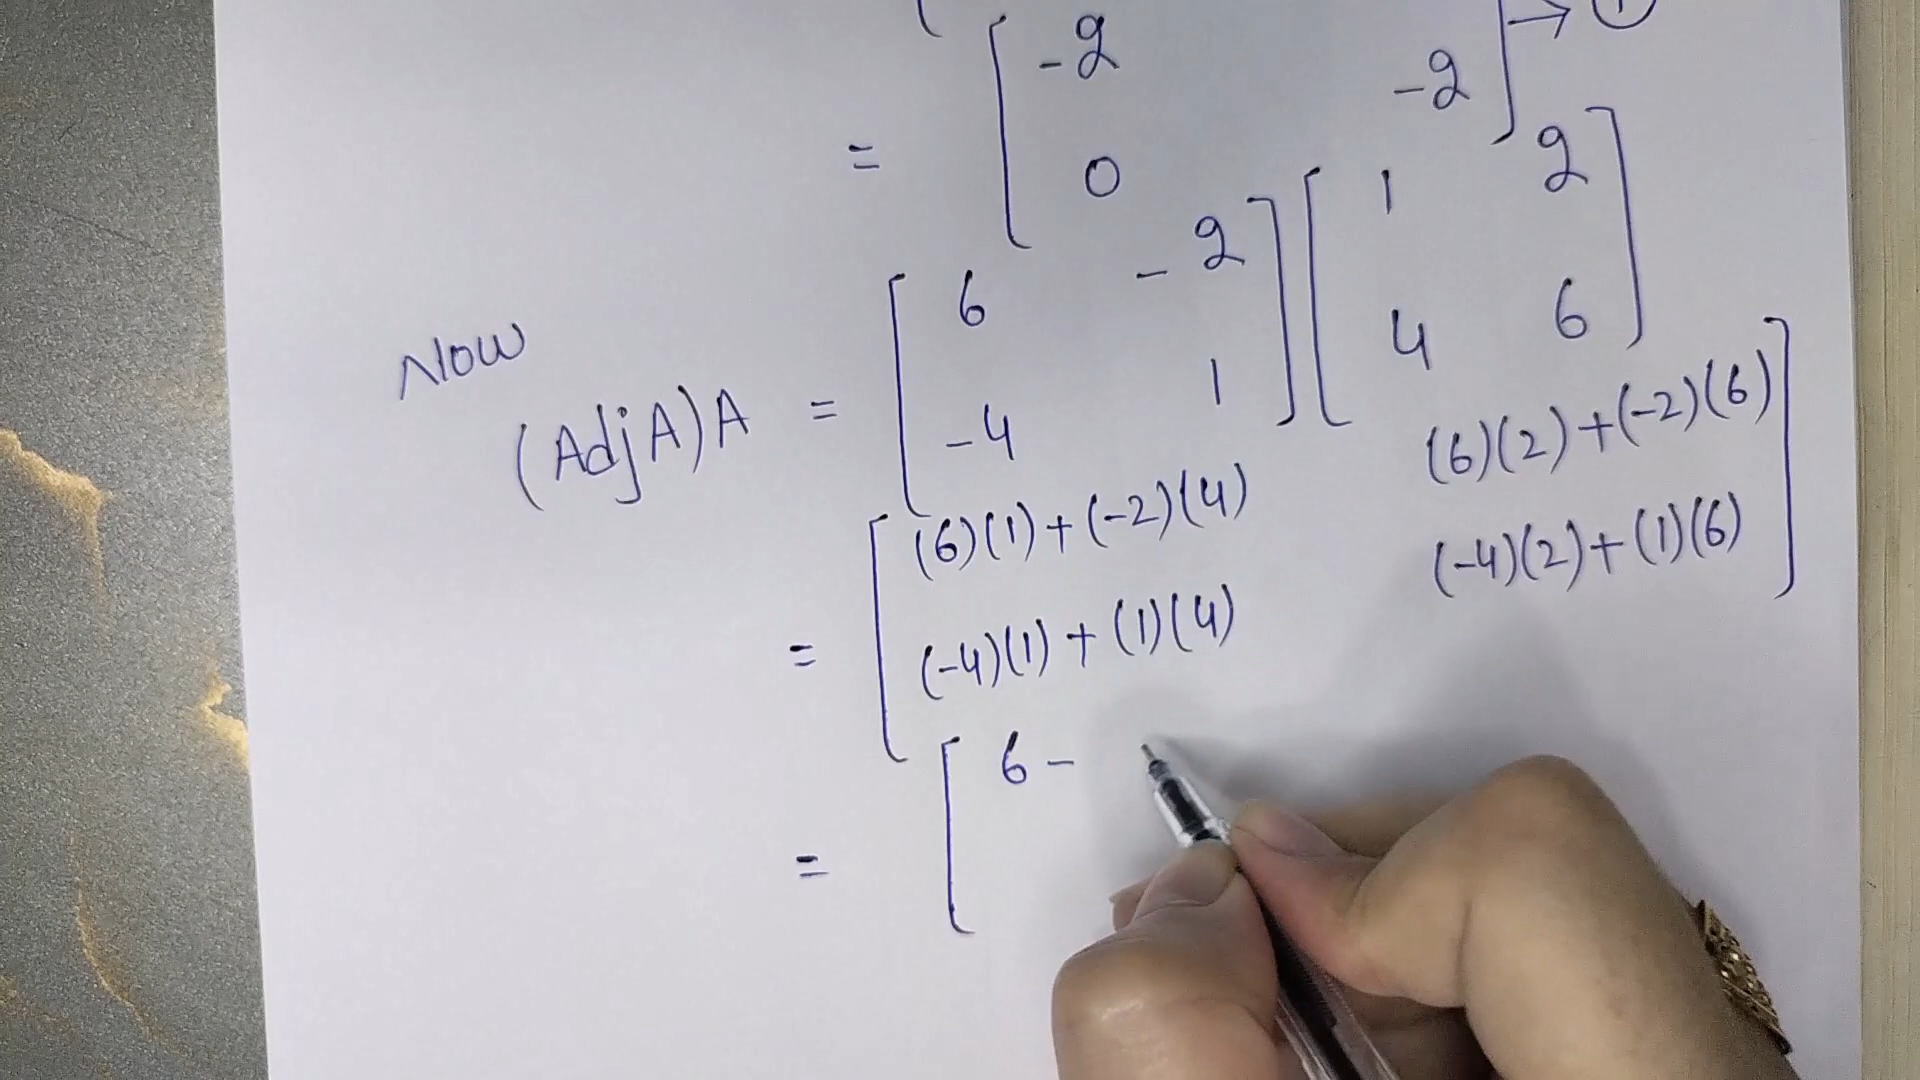 = [ -2 -2 ] → 1
0
Now (Adj A) A = [ 6 -2 ] [ 1 2 ]
-4 1 4 6
= [ (6)(1)+(-2)(4) (6)(2)+(-2)(6) ]
(-4)(1)+(1)(4) (-4)(2)+(1)(6)
= [ 6 -